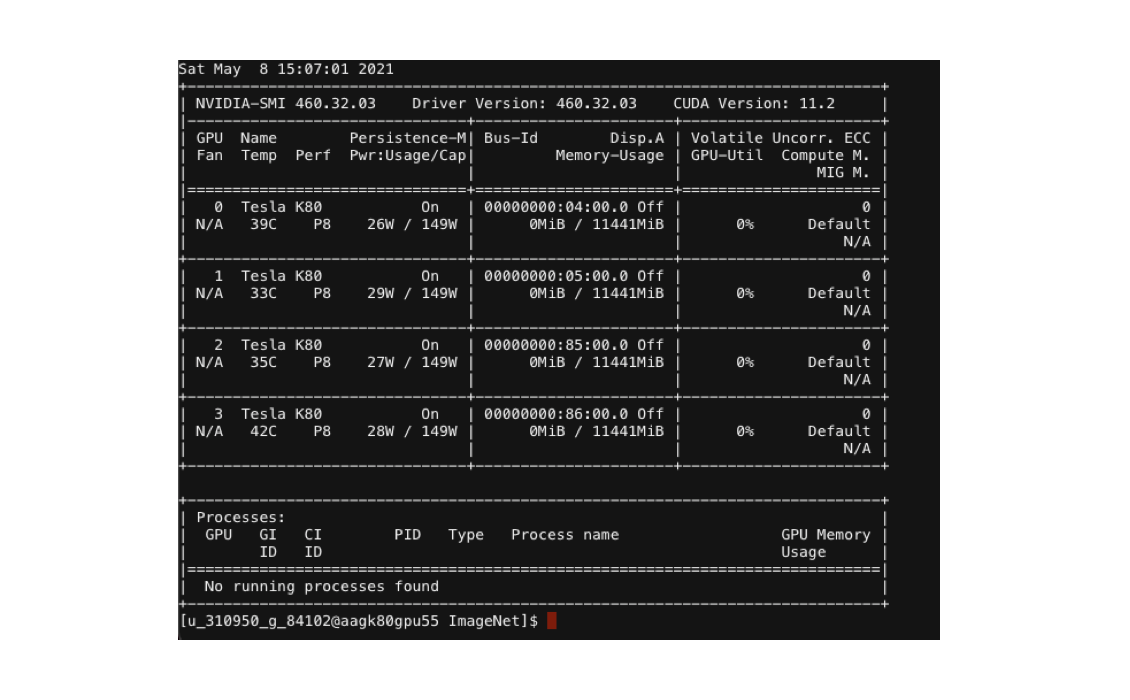 Sat May  8 15:07:01 2021
+-----------------------------------------------------------------------------+
| NVIDIA-SMI 460.32.03    Driver Version: 460.32.03    CUDA Version: 11.2     |
|-------------------------------+----------------------+----------------------+
| GPU  Name        Persistence-M| Bus-Id        Disp.A | Volatile Uncorr. ECC |
| Fan  Temp  Perf  Pwr:Usage/Cap|         Memory-Usage | GPU-Util  Compute M. |
|                               |                      |               MIG M. |
|===============================+======================+======================|
|   0  Tesla K80           On   | 00000000:04:00.0 Off |                    0 |
| N/A   39C    P8    26W / 149W |      0MiB / 11441MiB |      0%      Default |
|                               |                      |                  N/A |
+-------------------------------+----------------------+----------------------+
|   1  Tesla K80           On   | 00000000:05:00.0 Off |                    0 |
| N/A   33C    P8    29W / 149W |      0MiB / 11441MiB |      0%      Default |
|                               |                      |                  N/A |
+-------------------------------+----------------------+----------------------+
|   2  Tesla K80           On   | 00000000:85:00.0 Off |                    0 |
| N/A   35C    P8    27W / 149W |      0MiB / 11441MiB |      0%      Default |
|                               |                      |                  N/A |
+-------------------------------+----------------------+----------------------+
|   3  Tesla K80           On   | 00000000:86:00.0 Off |                    0 |
| N/A   42C    P8    28W / 149W |      0MiB / 11441MiB |      0%      Default |
|                               |                      |                  N/A |
+-------------------------------+----------------------+----------------------+

+-----------------------------------------------------------------------------+
| Processes:                                                                  |
|  GPU   GI   CI        PID   Type   Process name                  GPU Memory |
|        ID   ID                                                   Usage      |
|=============================================================================|
|  No running processes found                                                 |
+-----------------------------------------------------------------------------+
[u_310950_g_84102@aagk80gpu55 ImageNet]$